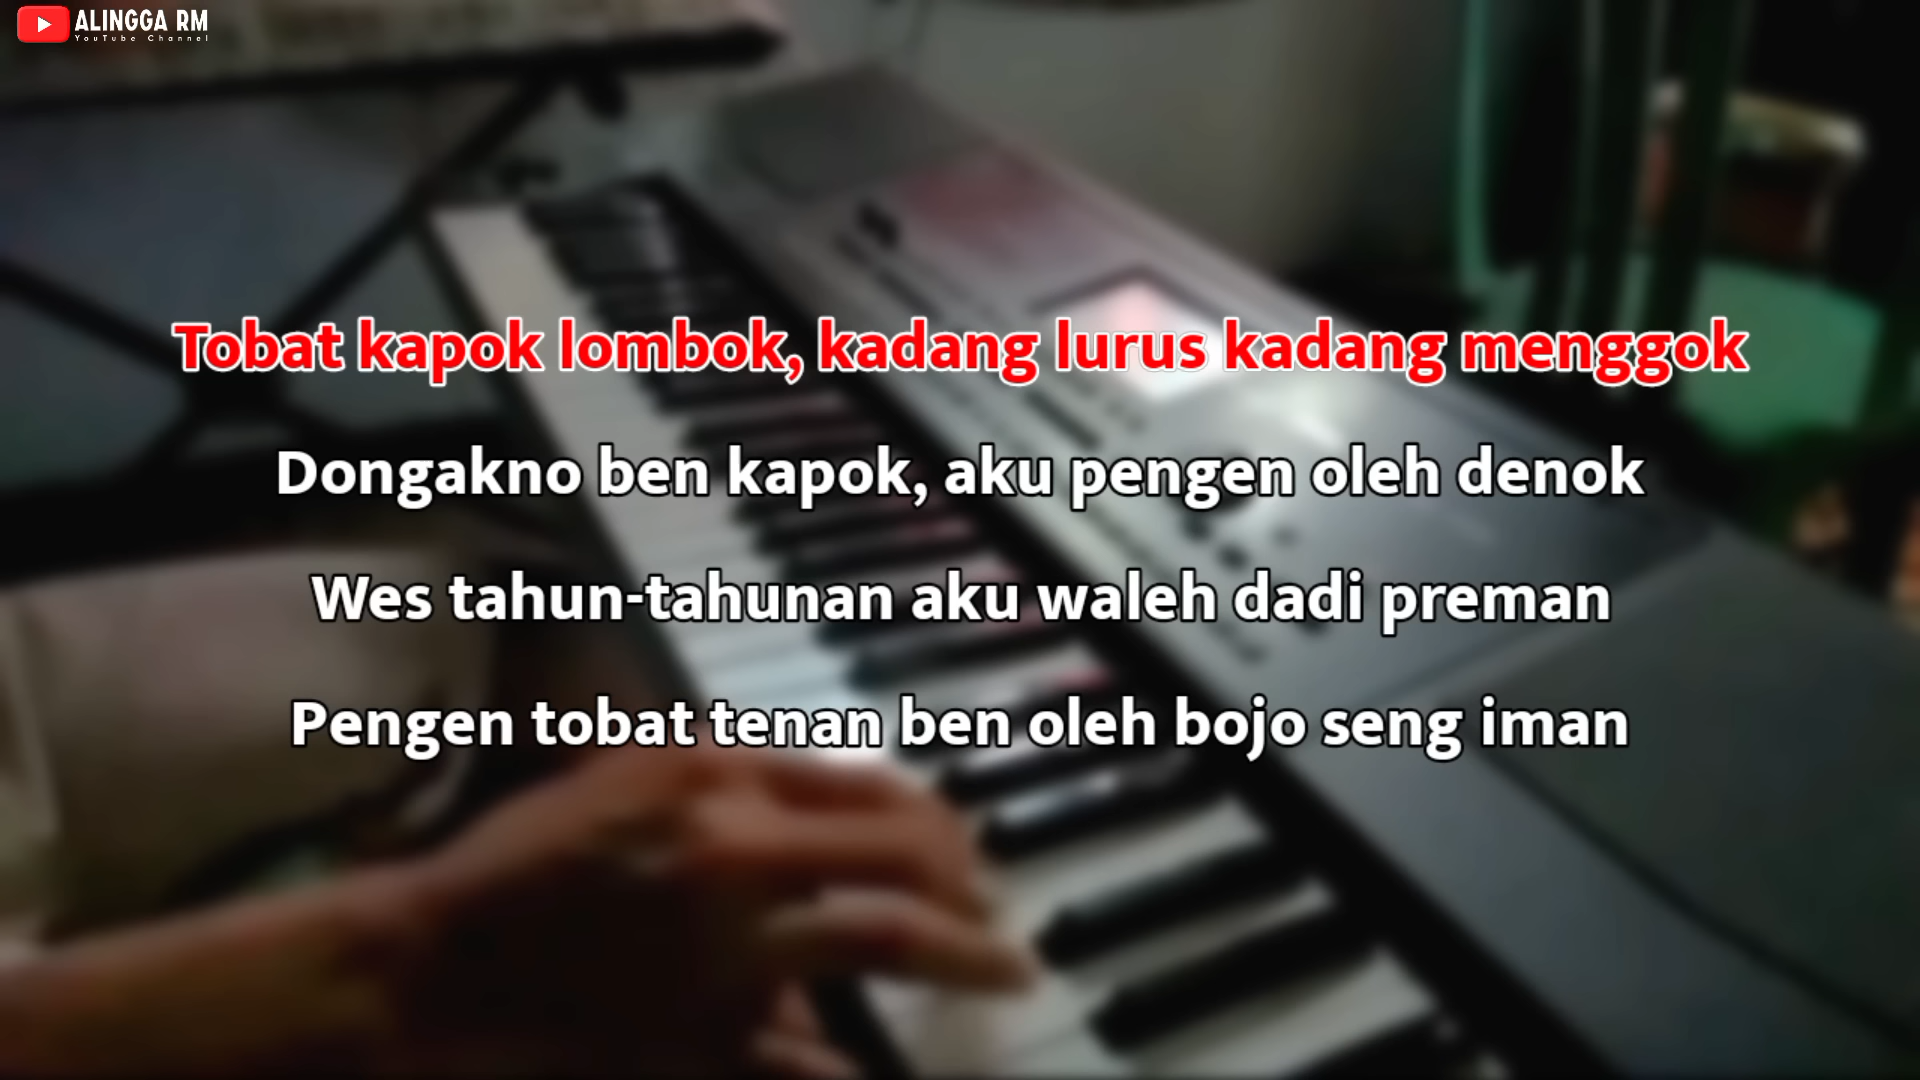 ALINGGA RM
YouTube Channel
Tobat kapok lombok, kadang lurus kadang menggok
Dongakno ben kapok, aku pengen oleh denok
Wes tahun-tahunan aku waleh dadi preman
Pengen tobat tenan ben oleh bojo seng iman